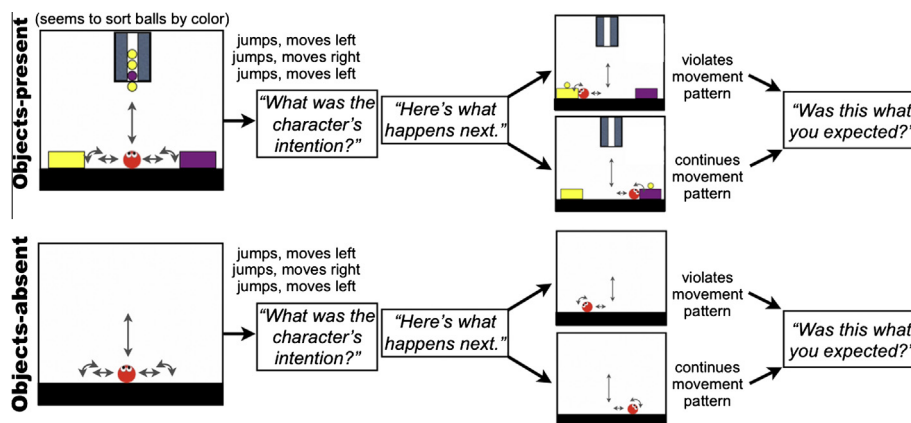 (seems to sort balls by color)
Objects-present
jumps, moves left
jumps, moves right
jumps, moves left
“What was the
character’s
intention?”
“Here’s what
happens next.”
violates
movement
pattern
continues
movement
pattern
“Was this what
you expected?”
Objects-absent
jumps, moves left
jumps, moves right
jumps, moves left
“What was the
character’s
intention?”
“Here’s what
happens next.”
violates
movement
pattern
continues
movement
pattern
“Was this what
you expected?”